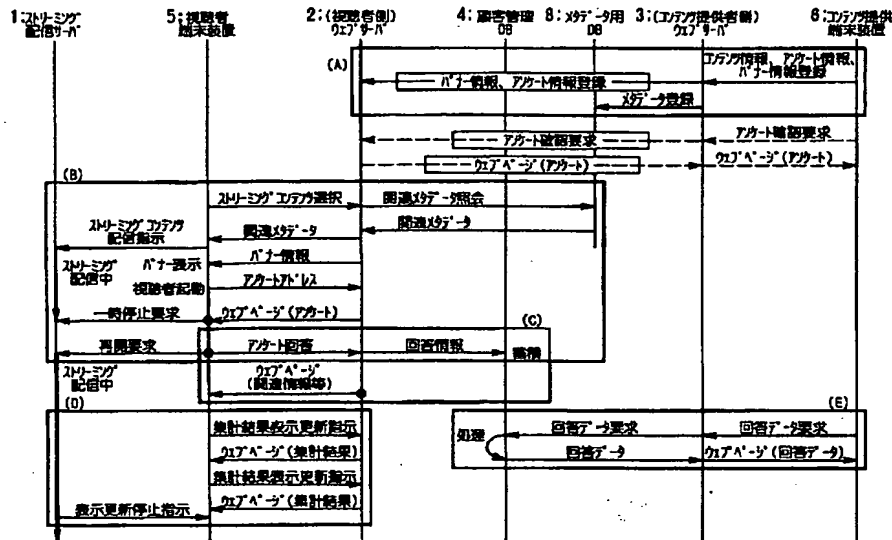 1:ストリーミング
配信サーバ
5:視聴者
端末装置
2:(視聴者側)
ウェブサーバ
4: 顧客管理
DB
8: メタデータ用
DB
3:(コンテンツ提供者側)
ウェブサーバ
6:コンテンツ提供
端末装置
(A)
コンテンツ情報、アンケート情報、
バナー情報登録
バナー情報、アンケート情報登録
メタデータ登録
アンケート確認要求
アンケート確認要求
ウェブページ(アンケート)
ウェブページ(アンケート)
(B)
ストリーミングコンテンツ選択
関連メタデータ照会
ストリーミングコンテンツ
配信指示
関連メタデータ
関連メタデータ
ストリーミング
配信中
バナー表示
バナー情報
視聴者起動
アンケートアドレス
一時停止要求
ウェブページ(アンケート)
(C)
再開要求
アンケート回答
回答情報
蓄積
ストリーミング
配信中
ウェブページ
(関連情報等)
(D)
(E)
集計結果表示更新指示
処理
回答データ要求
回答データ要求
ウェブページ(集計結果)
回答データ
ウェブページ(回答データ)
集計結果表示更新指示
ウェブページ(集計結果)
表示更新停止指示